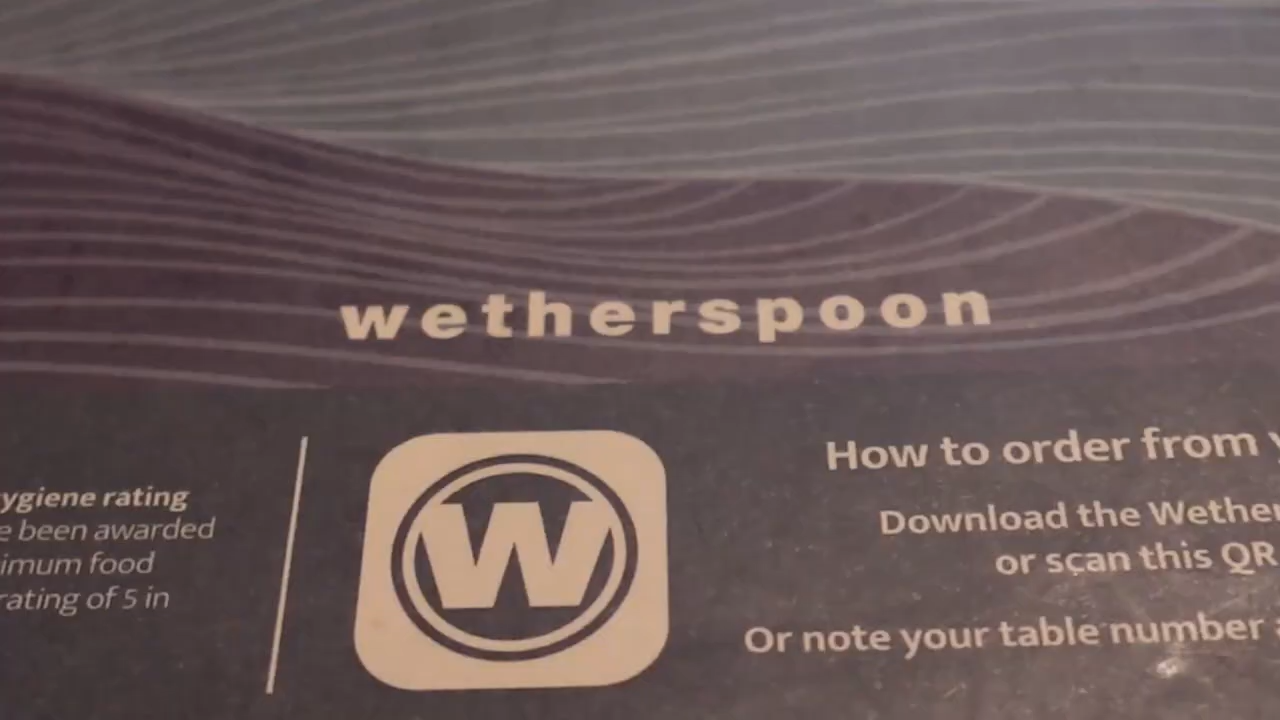 wetherspoon
ygiene rating
been awarded
imum food
rating of 5 in
W
How to order from
Download the Wether
or scan this QR
Or note your table number